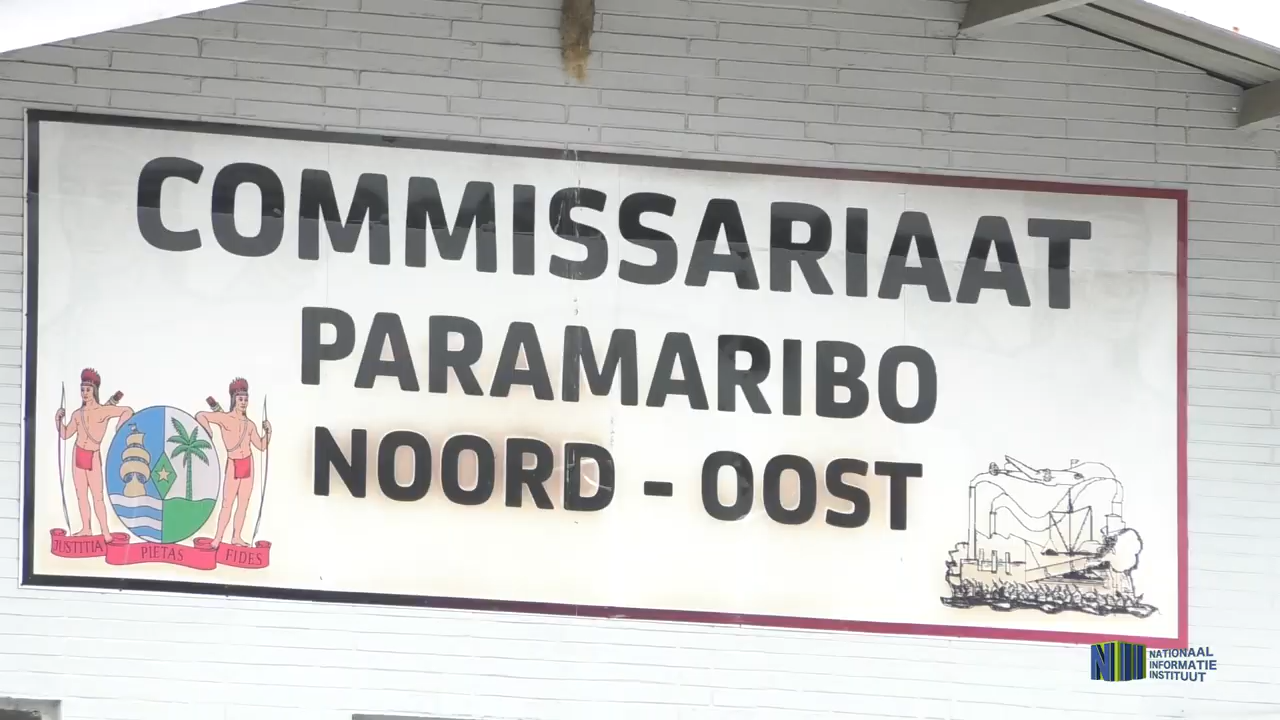 COMMISSARIAAT
PARAMARIBO
NOORD - OOST
JUSTITIA PIETAS FIDES
NATIONAAL
INFORMATIE
INSTITUUT